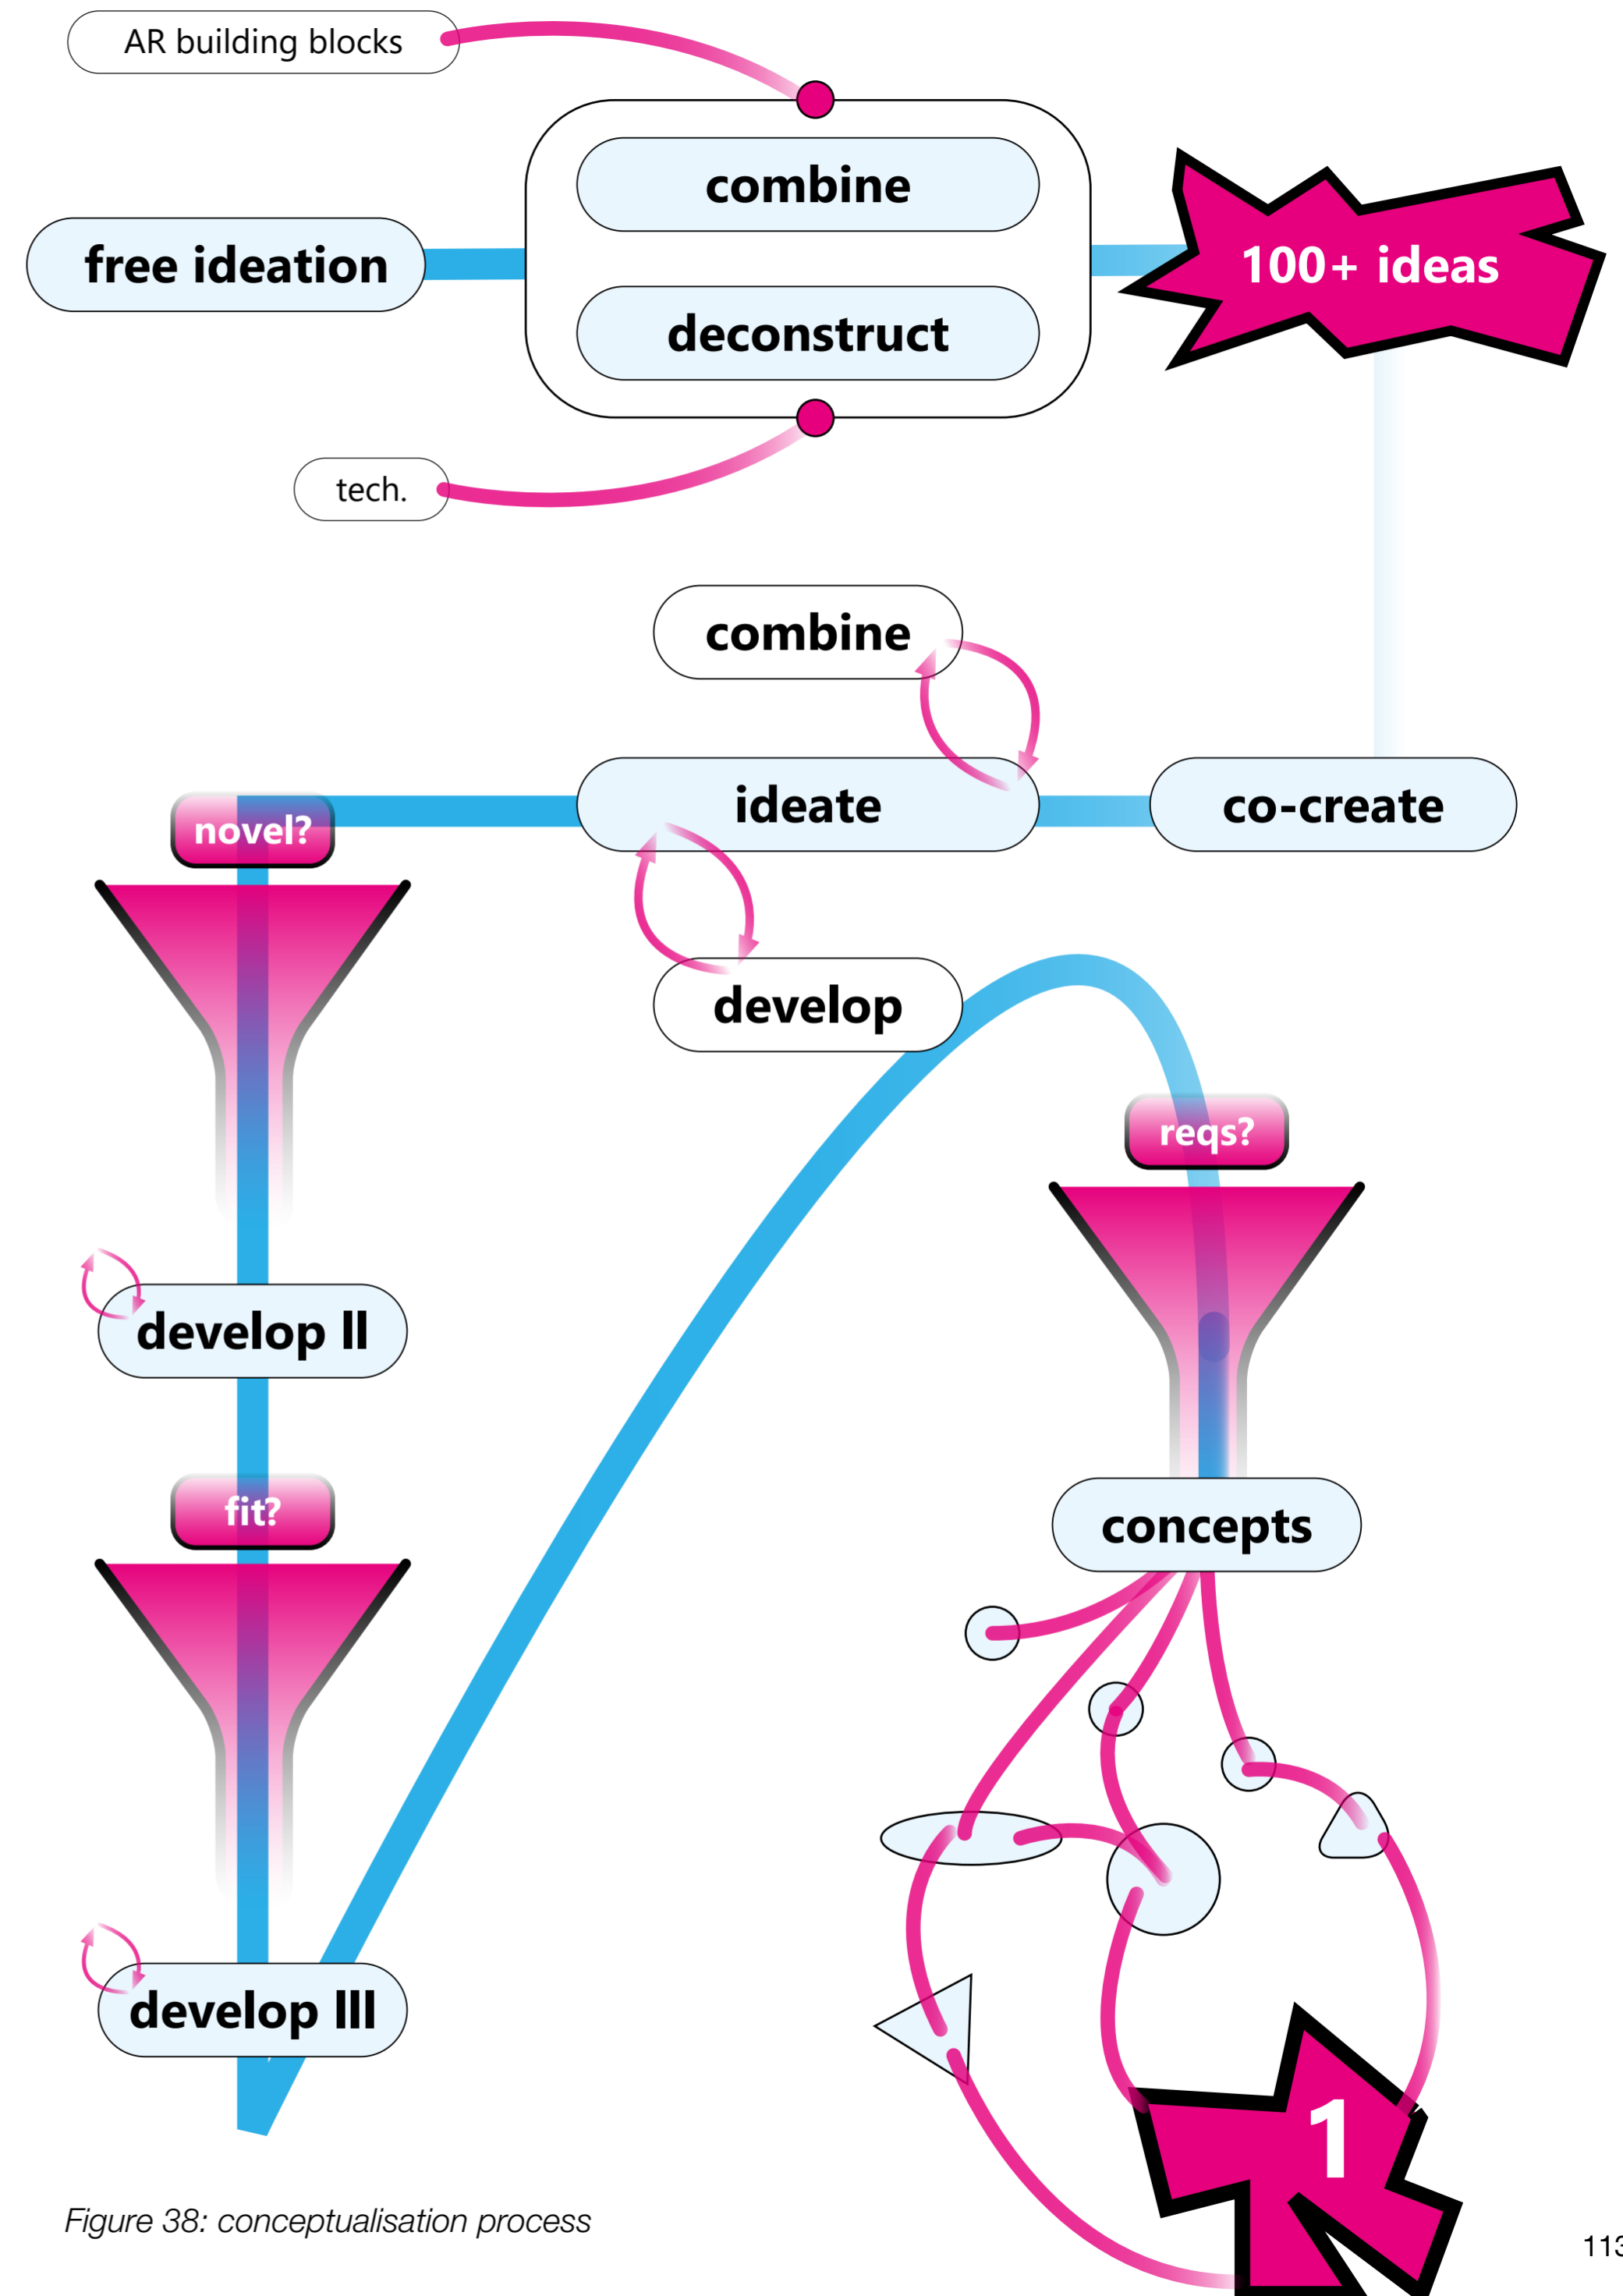 AR building blocks
combine
free ideation
100+ ideas
deconstruct
tech.
combine
ideate
co-create
novel?
develop
reqs?
develop II
fit?
concepts
develop III
1
Figure 38: conceptualisation process
113